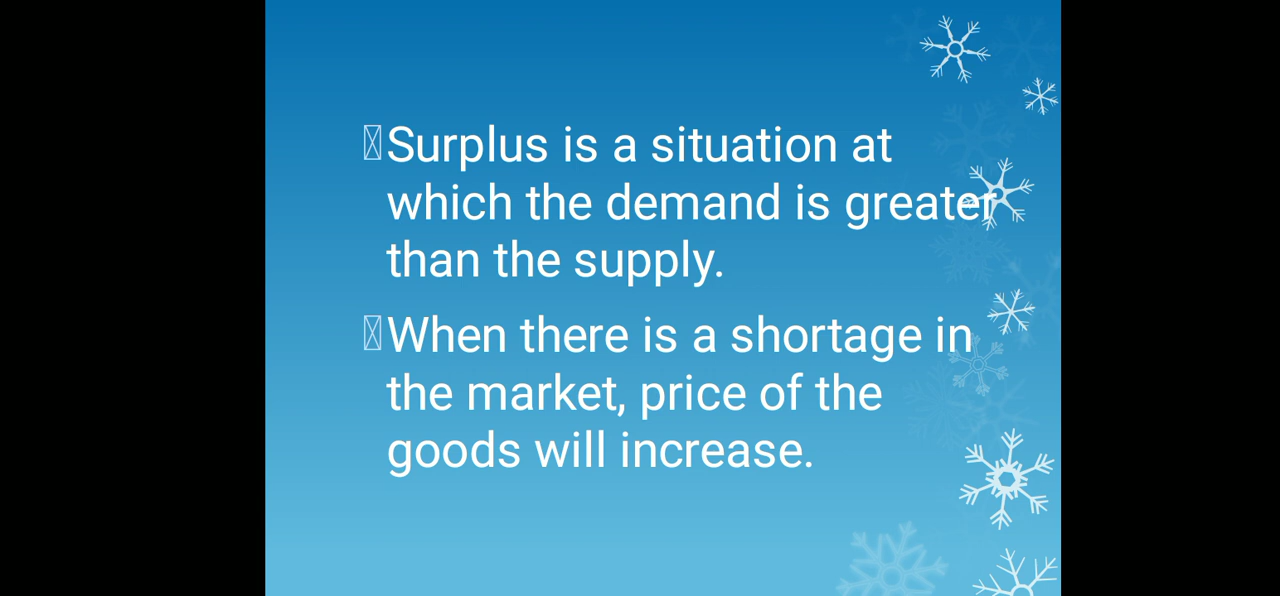 Surplus is a situation at
which the demand is greater
than the supply.
When there is a shortage in
the market, price of the
goods will increase.